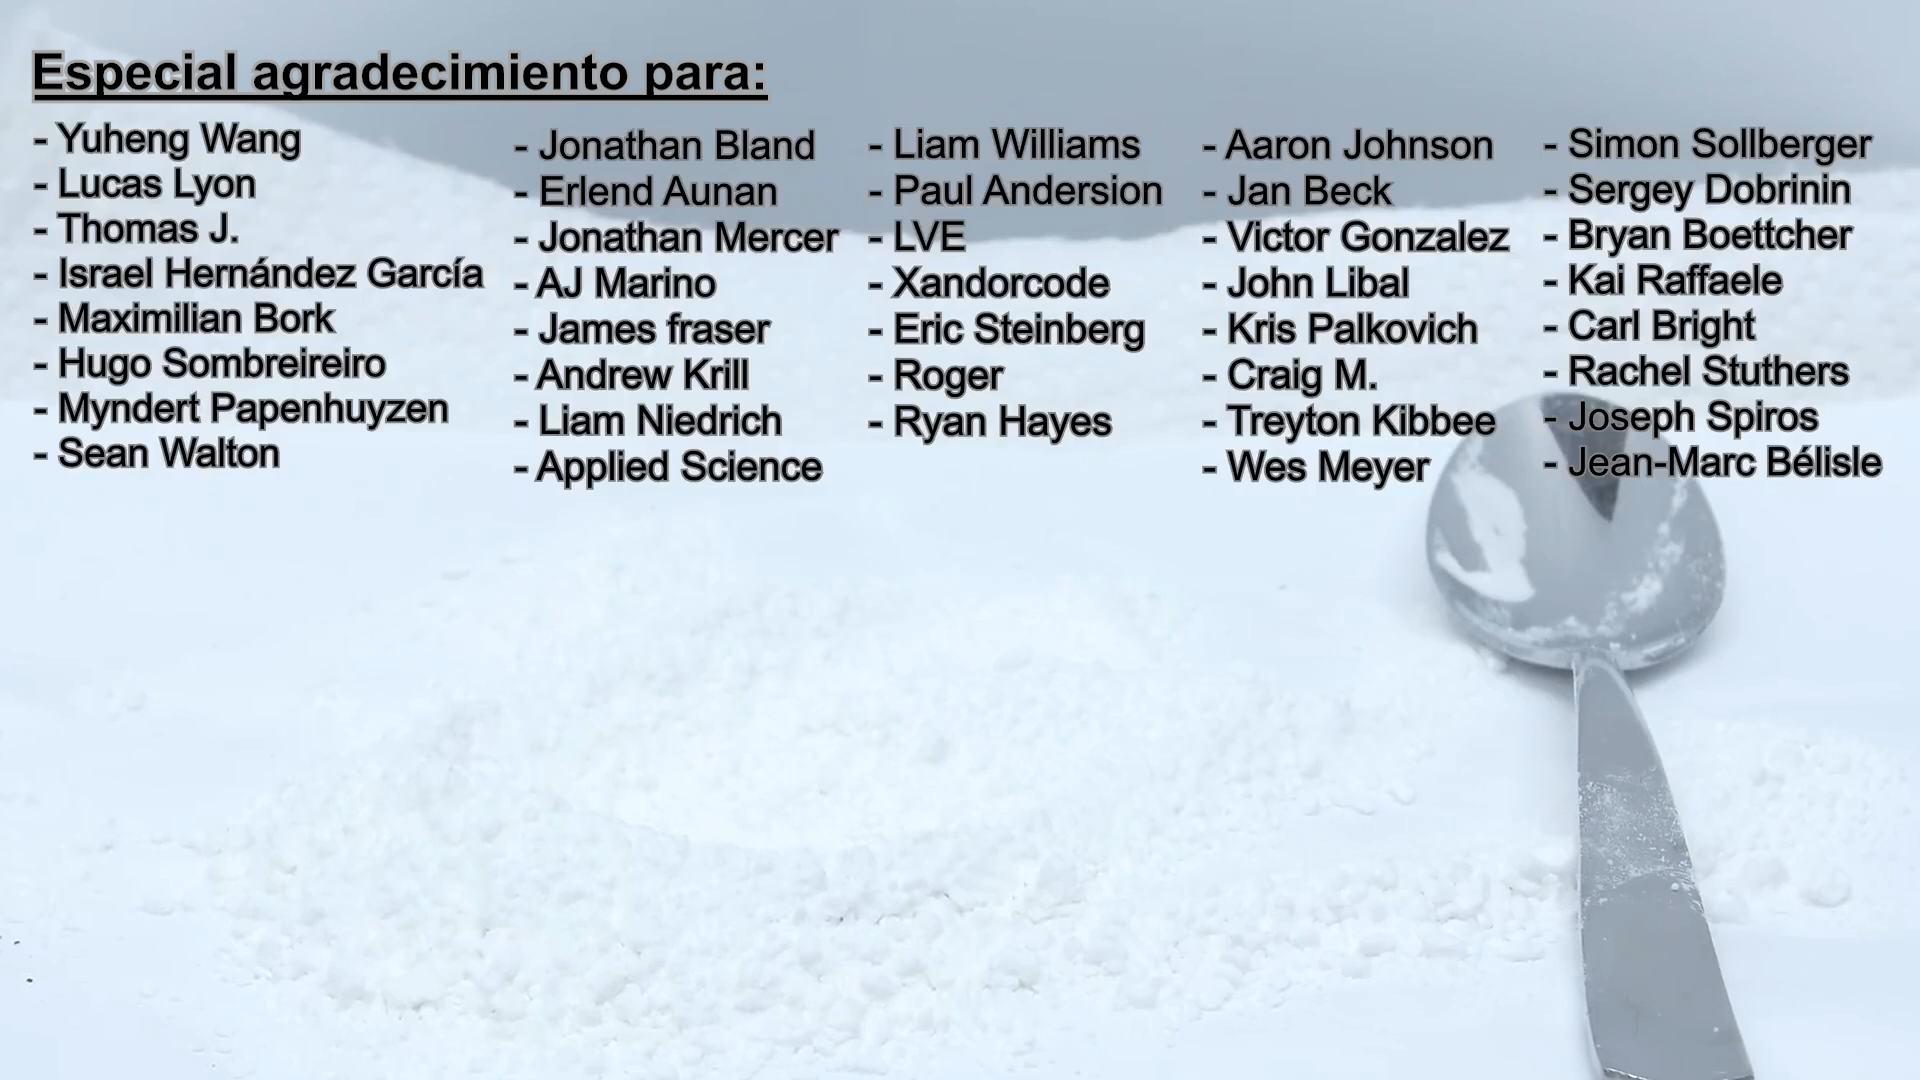 Especial agradecimiento para:
- Yuheng Wang
- Lucas Lyon
- Thomas J.
- Israel Hernández García
- Maximilian Bork
- Hugo Sombreireiro
- Myndert Papenhuyzen
- Sean Walton
- Jonathan Bland
- Erlend Aunan
- Jonathan Mercer
- AJ Marino
- James fraser
- Andrew Krill
- Liam Niedrich
- Applied Science
- Liam Williams
- Paul Andersion
- LVE
- Xandorcode
- Eric Steinberg
- Roger
- Ryan Hayes
- Aaron Johnson
- Jan Beck
- Victor Gonzalez
- John Libal
- Kris Palkovich
- Craig M.
- Treyton Kibbee
- Wes Meyer
- Simon Sollberger
- Sergey Dobrinin
- Bryan Boettcher
- Kai Raffaele
- Carl Bright
- Rachel Stuthers
- Joseph Spiros
- Jean-Marc Bélisle